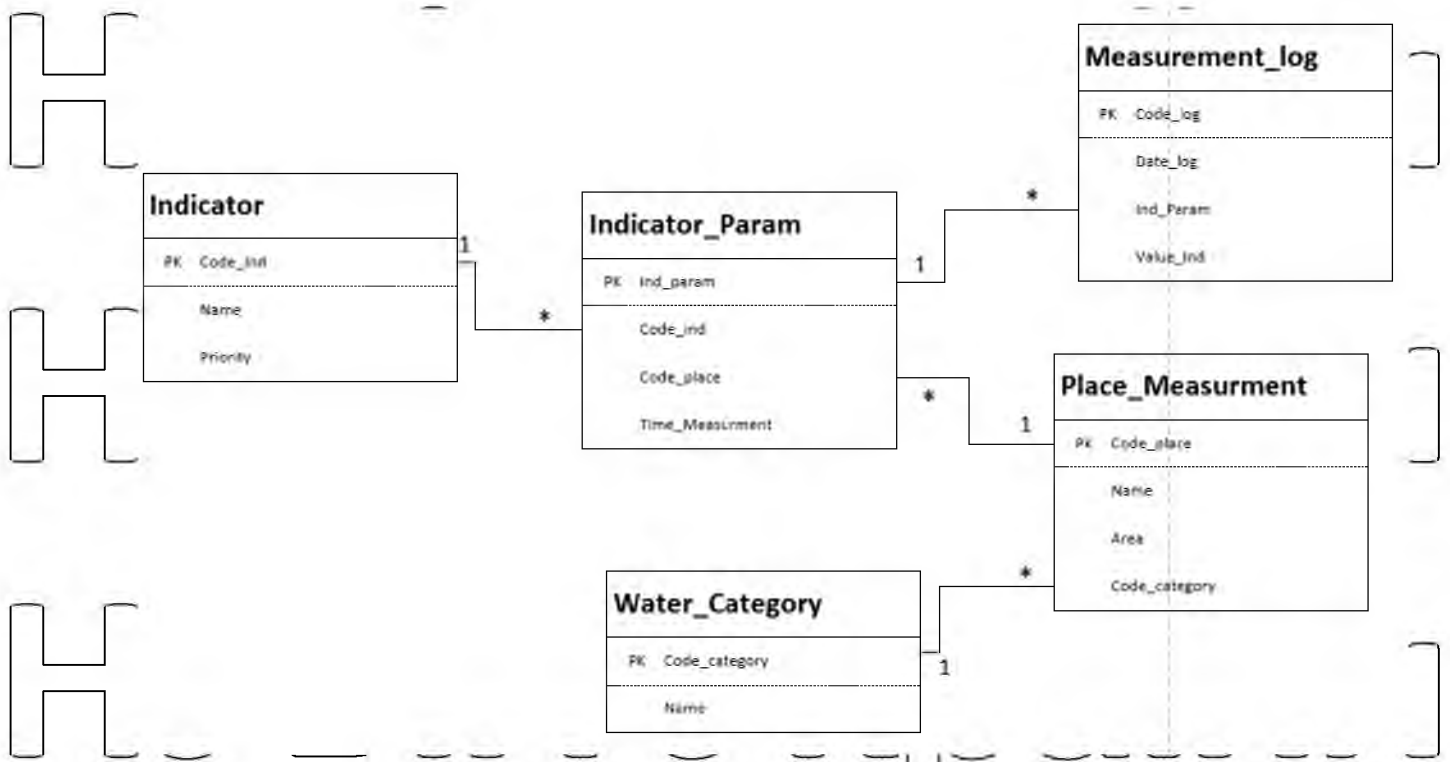 Measurement_log
PK Code_log
Date_log
Ind_Param
Value_Ind
Indicator
PK Code_Ind
Name
Priority
1
*
Indicator_Param
PK Ind_param
Code_ind
Code_place
Time_Measurment
1
*
*
1
Place_Measurment
PK Code_place
Name
Area
Code_category
*
1
Water_Category
PK Code_category
Name